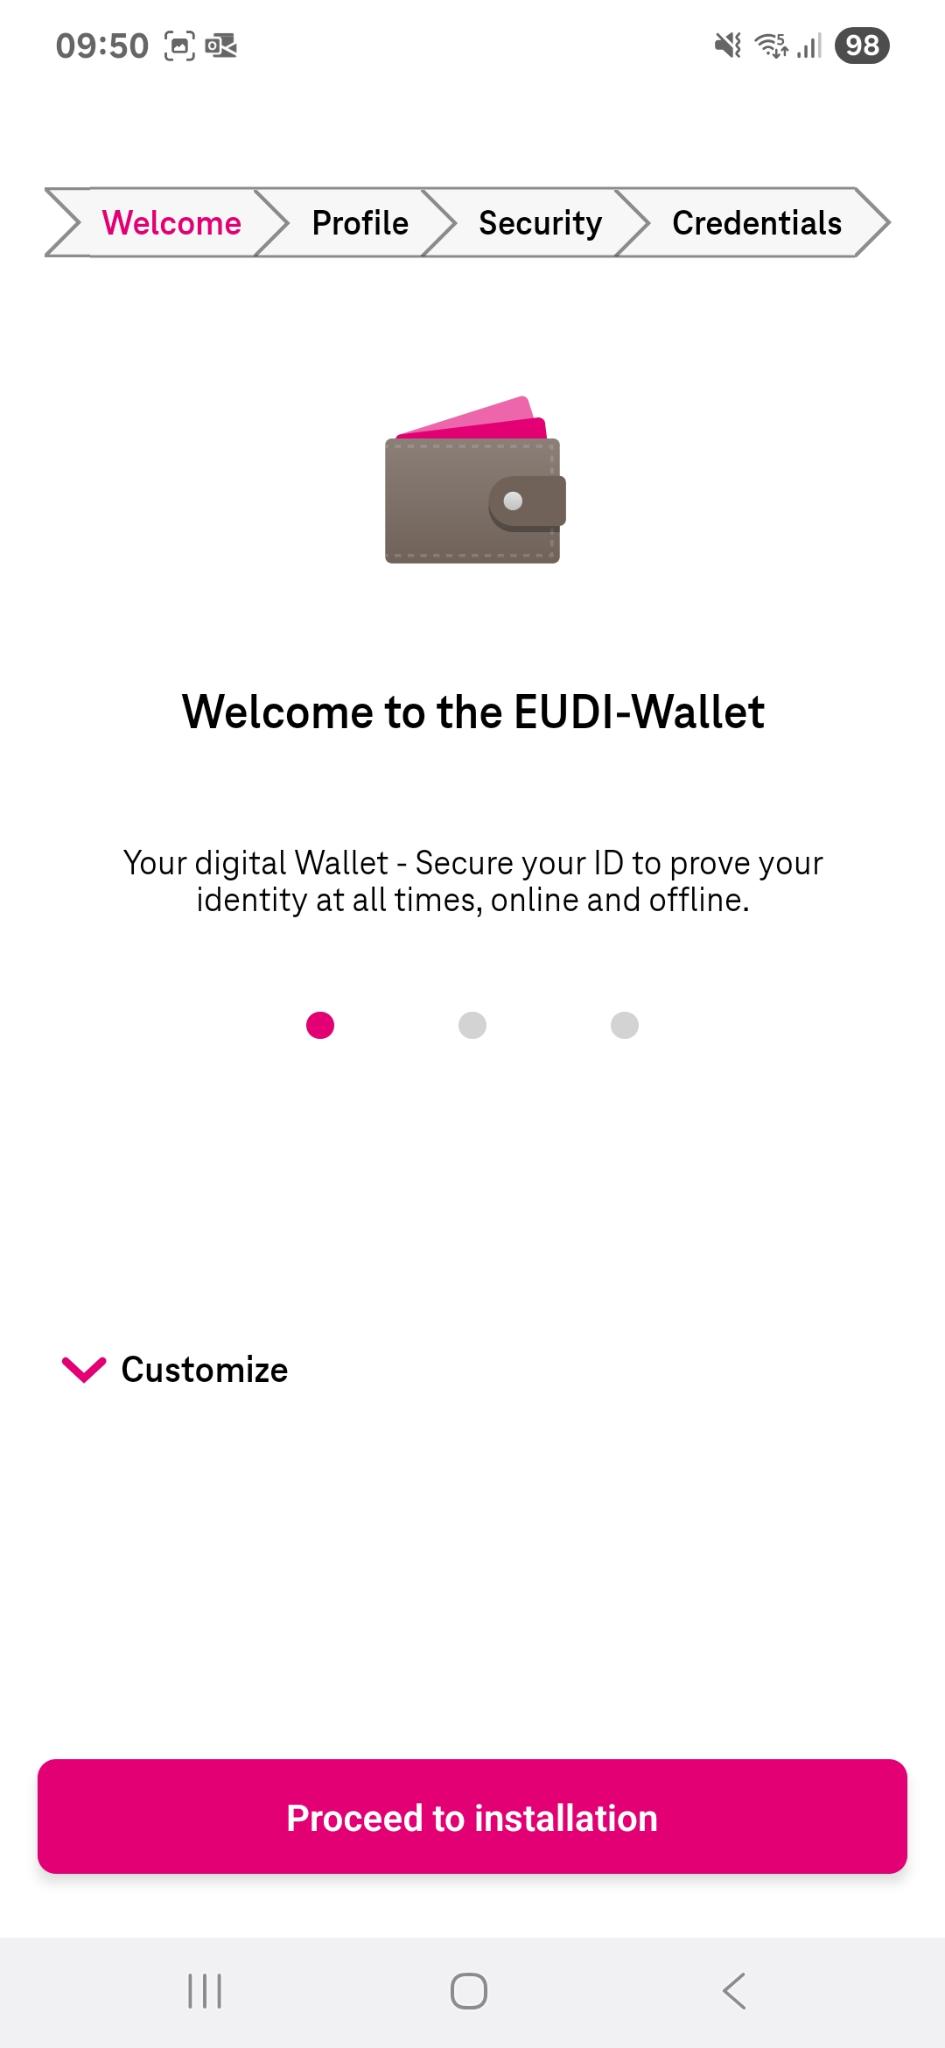 09:50
98
Welcome Profile Security Credentials
Welcome to the EUDI-Wallet
Your digital Wallet - Secure your ID to prove your
identity at all times, online and offline.
Customize
Proceed to installation